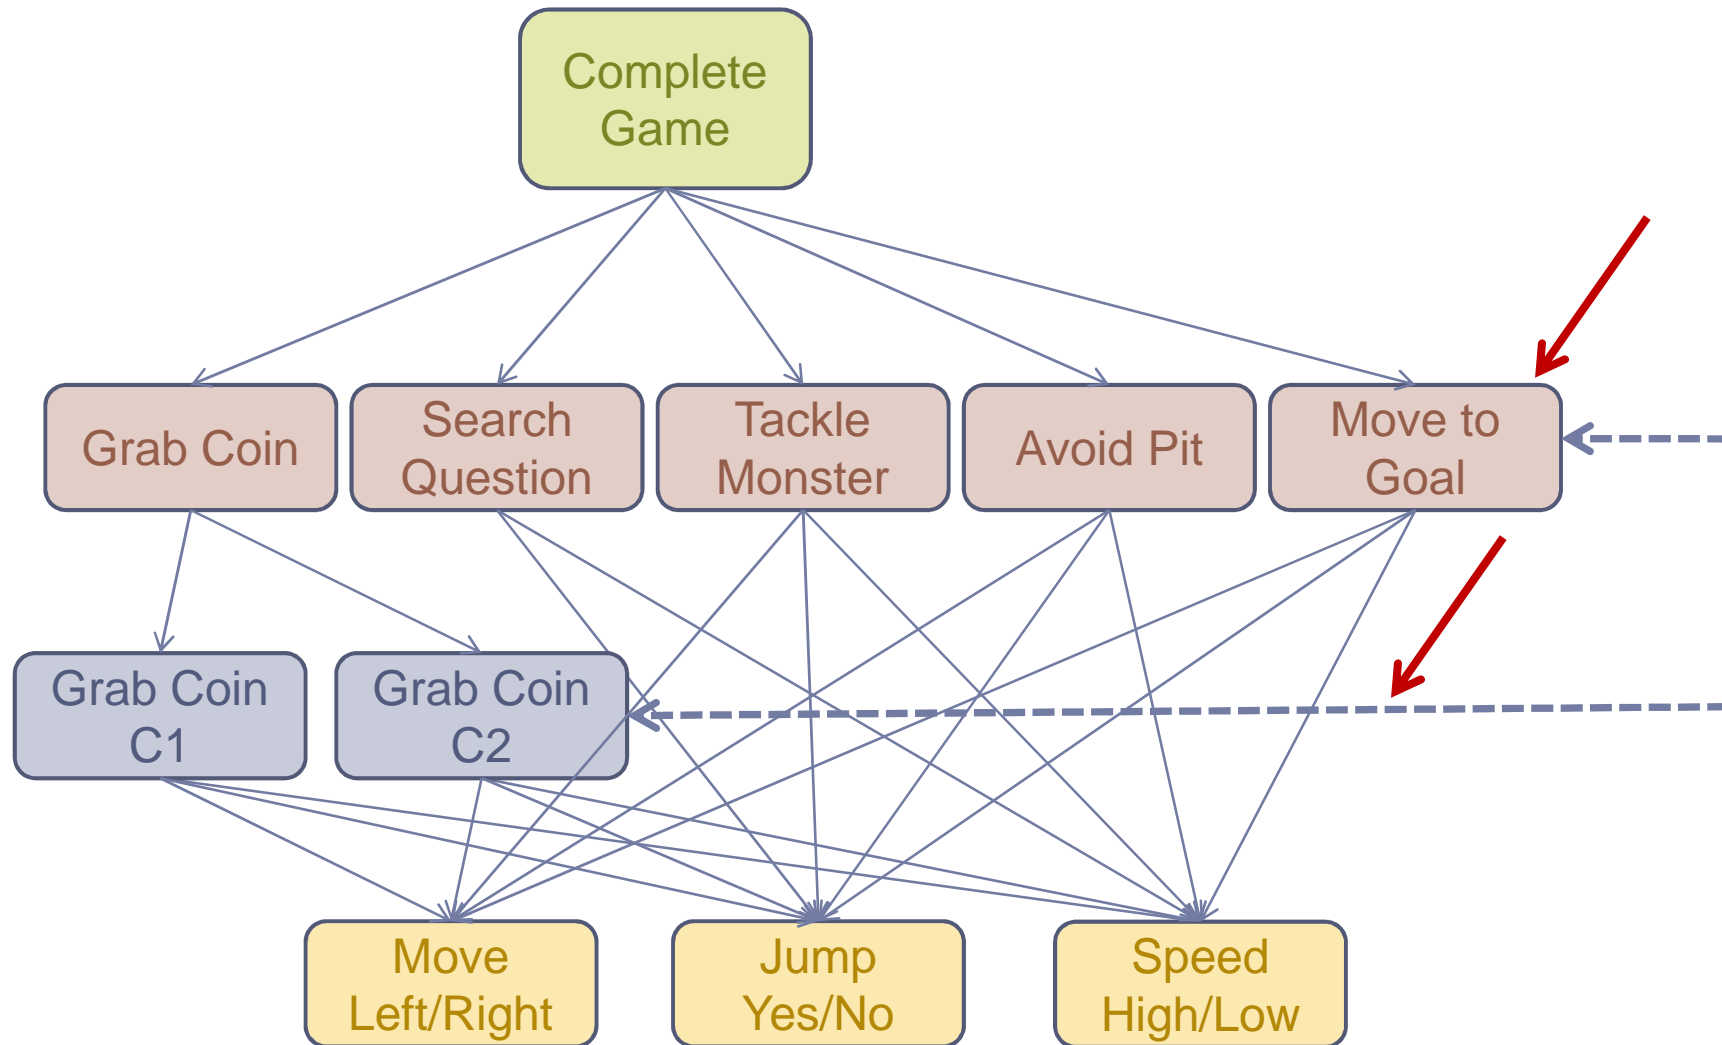 Complete
Game
Grab Coin
Search
Question
Tackle
Monster
Avoid Pit
Move to
Goal
Grab Coin
C1
Grab Coin
C2
Move
Left/Right
Jump
Yes/No
Speed
High/Low